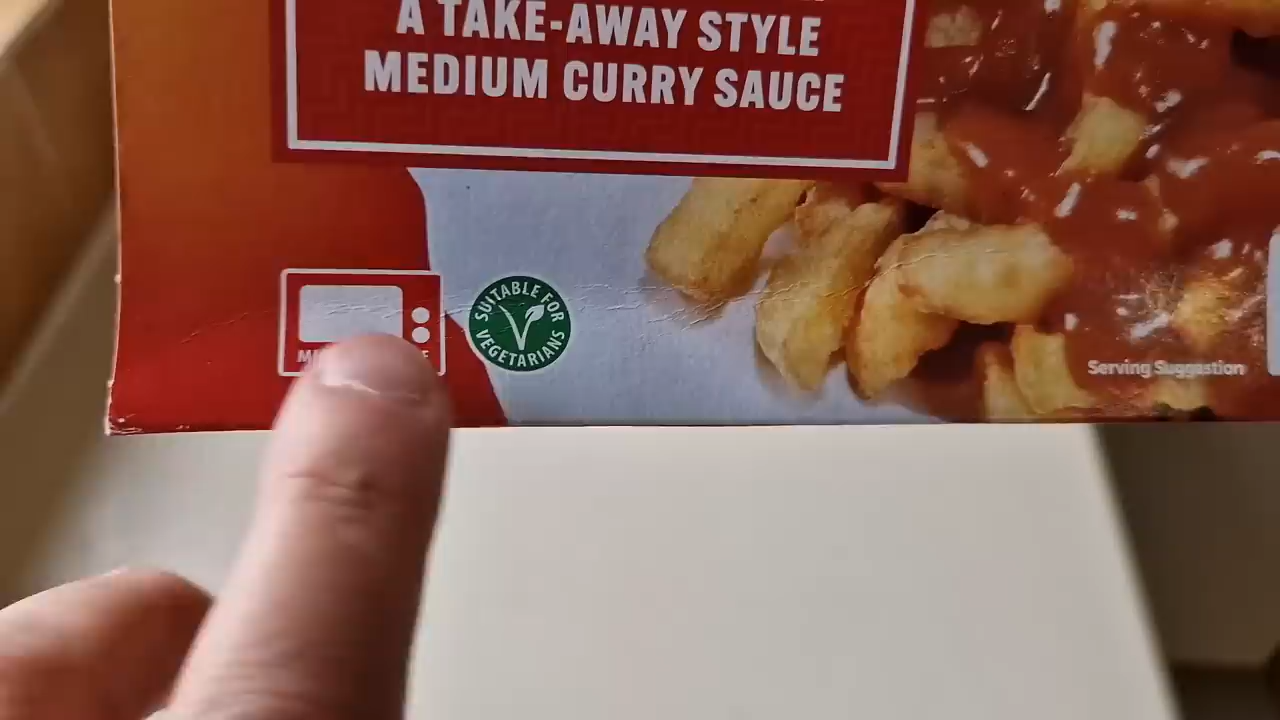 A TAKE-AWAY STYLE
MEDIUM CURRY SAUCE
SUITABLE FOR
VEGETARIANS
Serving Suggestion